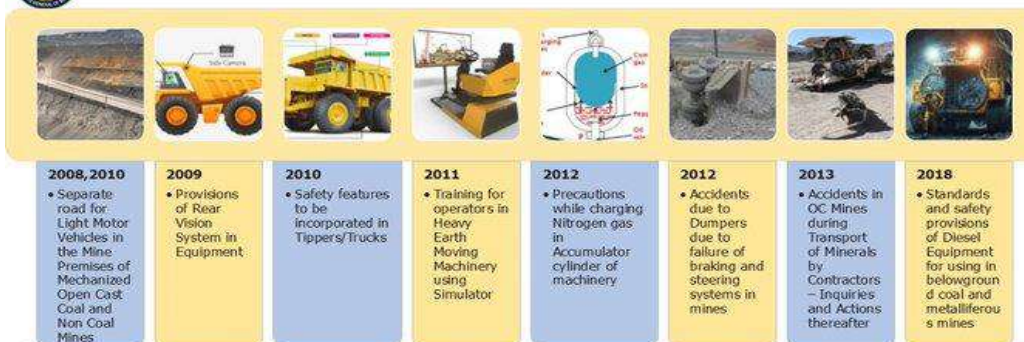 Side Camera
2008,2010
• Separate
road for
Light Motor
Vehicles in
the Mine
Premises of
Mechanized
Open Cast
Coal and
Non Coal
Mines
2009
• Provisions
of Rear
Vision
System in
Equipment
2010
• Safety features
to be
incorporated in
Tippers/Trucks
2011
• Training for
operators in
Heavy
Earth
Moving
Machinery
using
Simulator
2012
• Precautions
while charging
Nitrogen gas
in
Accumulator
cylinder of
machinery
2012
• Accidents
due to
Dumpers
due to
failure of
braking and
steering
systems in
mines
2013
• Accidents in
OC Mines
during
Transport
of Minerals
by
Contractors
– Inquiries
and Actions
thereafter
2018
• Standards
and safety
provisions
of Diesel
Equipment
for using in
belowgroun
d coal and
metalliferou
s mines